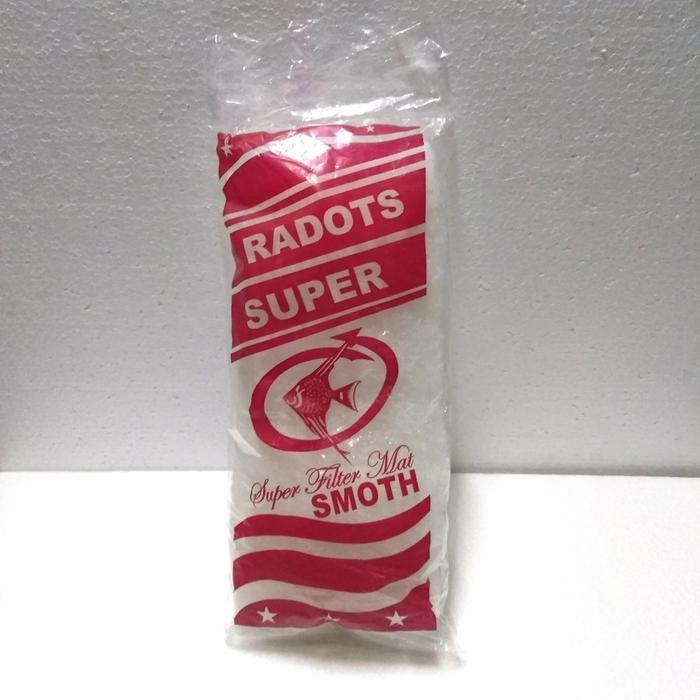 RADOTS
SUPER
Super Filter Mat
SMOTH